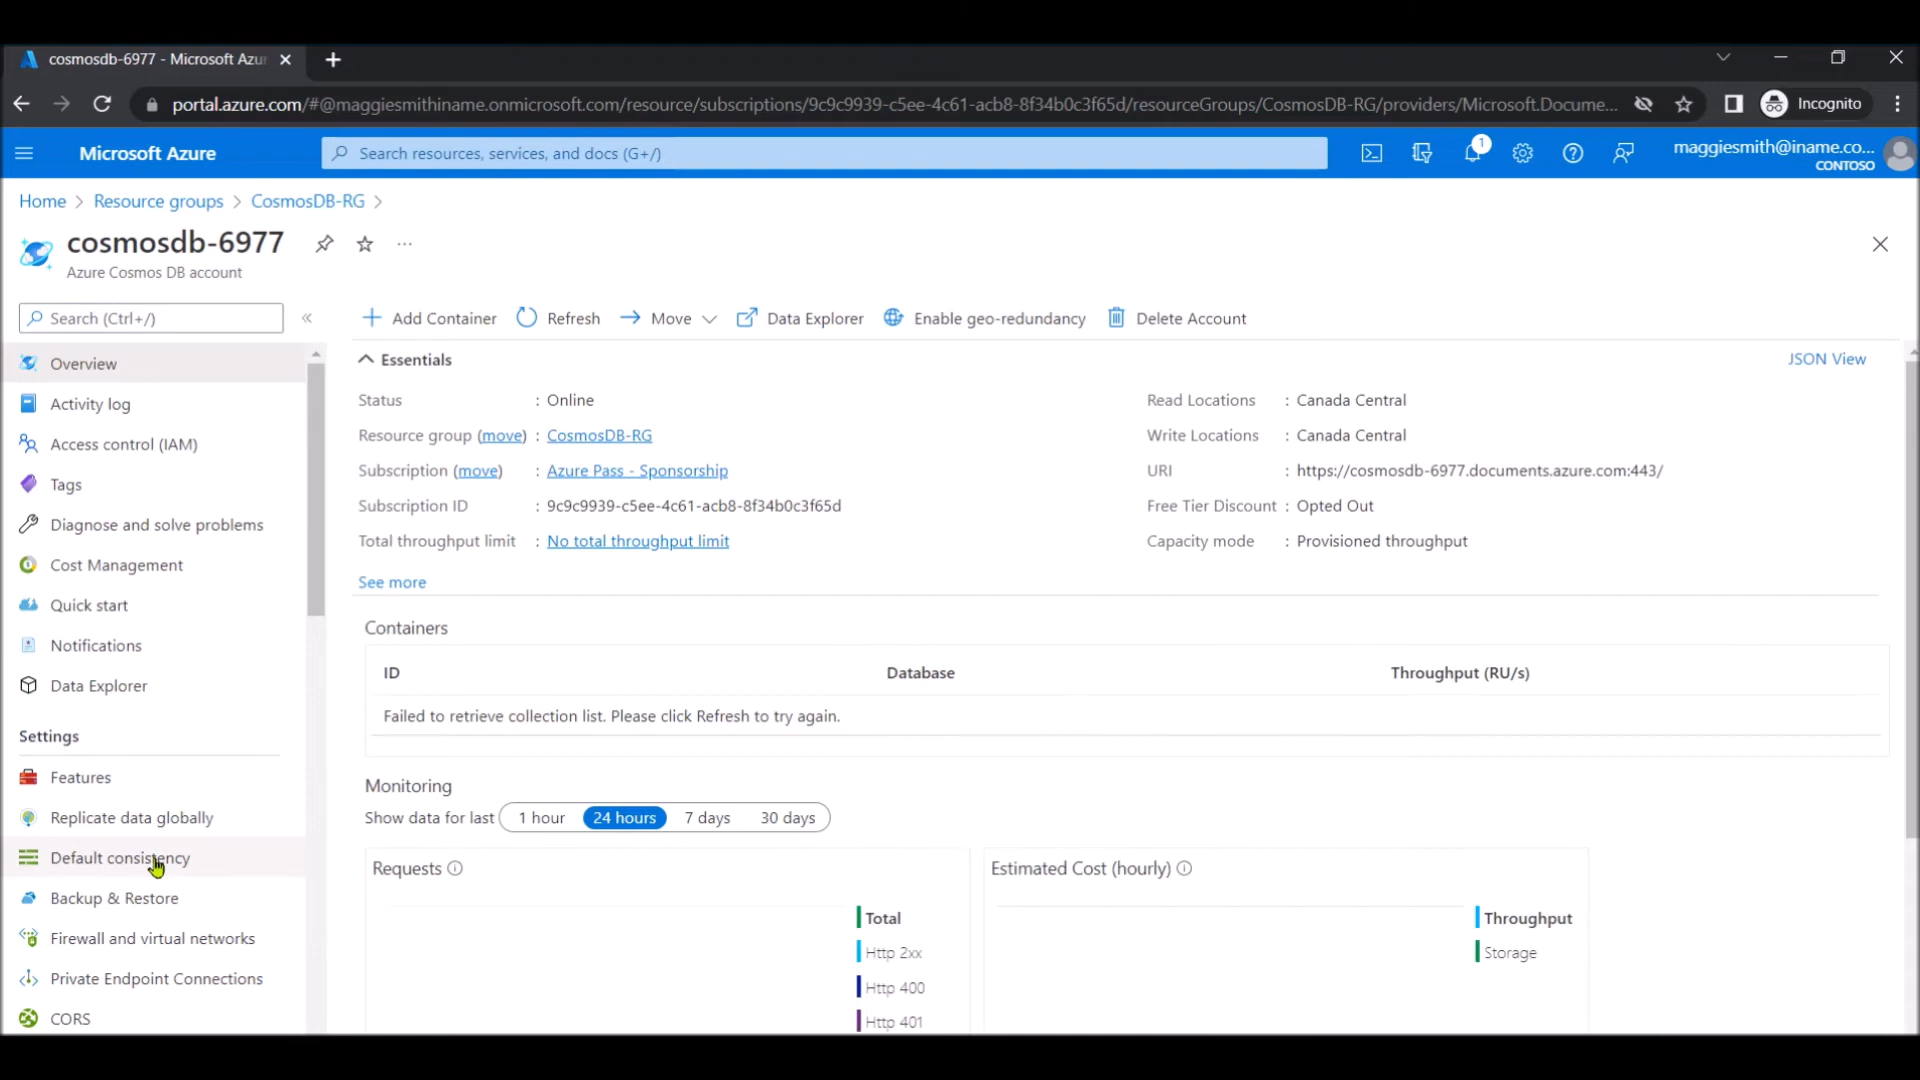 cosmosdb-6977 - Microsoft Azu
portal.azure.com/#@maggiesmithiname.onmicrosoft.com/resource/subscriptions/9c9c9939-c5ee-4c61-acb8-8f34b0c3f65d/resourceGroups/CosmosDB-RG/providers/Microsoft.Docume...
Incognito
Microsoft Azure
Search resources, services, and docs (G+/)
1
maggiesmith@iname.co...
CONTOSO
Home > Resource groups > CosmosDB-RG >
cosmosdb-6977
Azure Cosmos DB account
Search (Ctrl+/)
Overview
Activity log
Access control (IAM)
Tags
Diagnose and solve problems
Cost Management
Quick start
Notifications
Data Explorer
Settings
Features
Replicate data globally
Default consistency
Backup & Restore
Firewall and virtual networks
Private Endpoint Connections
CORS
Add Container
Refresh
Move
Data Explorer
Enable geo-redundancy
Delete Account
Essentials
JSON View
Status : Online
Resource group (move) : CosmosDB-RG
Subscription (move) : Azure Pass - Sponsorship
Subscription ID : 9c9c9939-c5ee-4c61-acb8-8f34b0c3f65d
Total throughput limit : No total throughput limit
See more
Read Locations : Canada Central
Write Locations : Canada Central
URI : https://cosmosdb-6977.documents.azure.com:443/
Free Tier Discount : Opted Out
Capacity mode : Provisioned throughput
Containers
ID Database Throughput (RU/s)
Failed to retrieve collection list. Please click Refresh to try again.
Monitoring
Show data for last 1 hour 24 hours 7 days 30 days
Requests
Total
Http 2xx
Http 400
Http 401
Estimated Cost (hourly)
Throughput
Storage